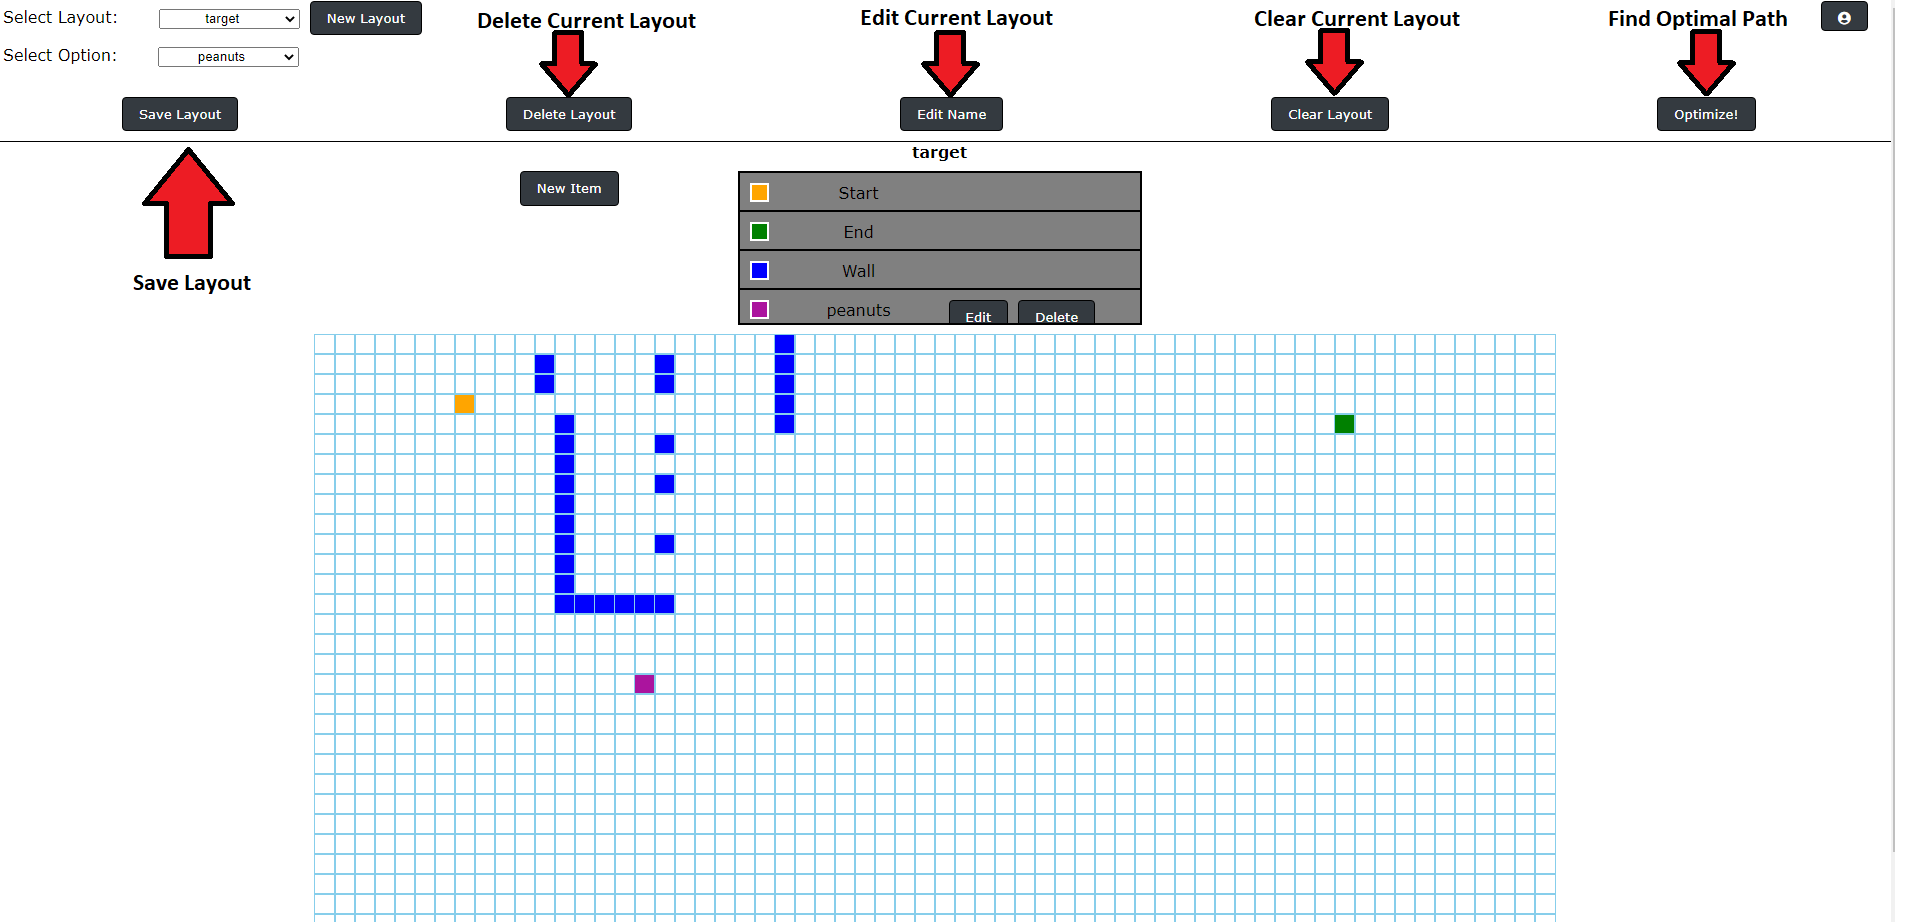 Select Layout:
target
New Layout
Delete Current Layout
Edit Current Layout
Clear Current Layout
Find Optimal Path
Select Option:
peanuts
Save Layout
Delete Layout
Edit Name
Clear Layout
Optimize!
target
New Item
Start
End
Wall
peanuts
Edit
Delete
Save Layout